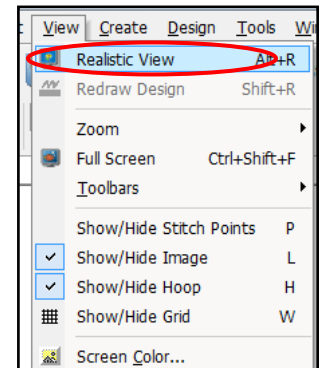 View Create Design Tools
Realistic View Alt+R
Redraw Design Shift+R
Zoom
Full Screen Ctrl+Shift+F
Toolbars
Show/Hide Stitch Points P
Show/Hide Image L
Show/Hide Hoop H
Show/Hide Grid W
Screen Color...